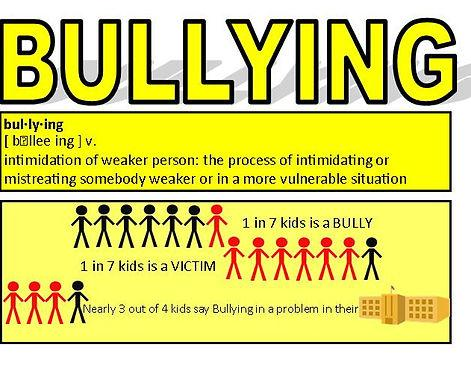 BULLYING
bul·ly·ing
[ b⍰llee ing ] v.
intimidation of weaker person: the process of intimidating or
mistreating somebody weaker or in a more vulnerable situation
1 in 7 kids is a BULLY
1 in 7 kids is a VICTIM
Nearly 3 out of 4 kids say Bullying in a problem in their